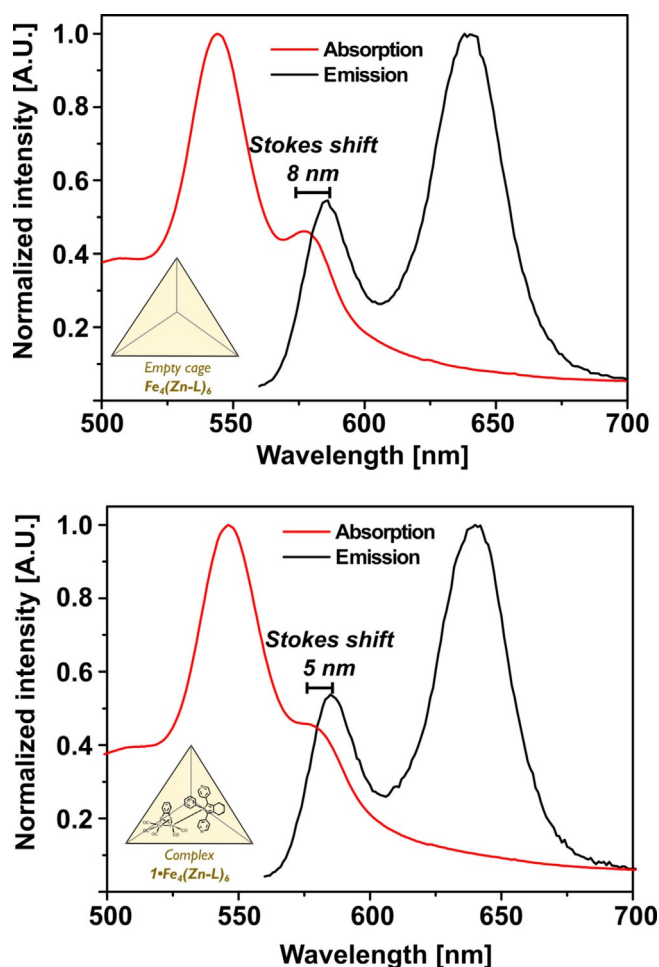 Normalized intensity [A.U.]
1.0
0.8
0.6
0.4
0.2
Absorption
Emission
Stokes shift
8 nm
Empty cage
Fe₄(Zn-L)₆
500
550
600
650
700
Wavelength [nm]
Normalized intensity [A.U.]
1.0
0.8
0.6
0.4
0.2
Absorption
Emission
Stokes shift
5 nm
Complex
1•Fe₄(Zn-L)₆
500
550
600
650
700
Wavelength [nm]